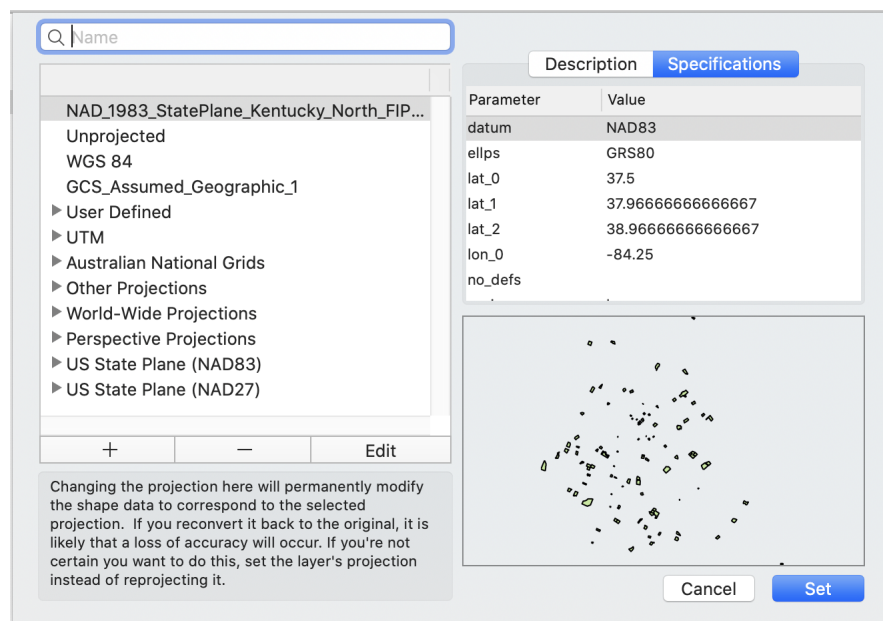 Name
NAD_1983_StatePlane_Kentucky_North_FIP...
Unprojected
WGS 84
GCS_Assumed_Geographic_1
User Defined
UTM
Australian National Grids
Other Projections
World-Wide Projections
Perspective Projections
US State Plane (NAD83)
US State Plane (NAD27)
+ — Edit
Changing the projection here will permanently modify
the shape data to correspond to the selected
projection. If you reconvert it back to the original, it is
likely that a loss of accuracy will occur. If you're not
certain you want to do this, set the layer's projection
instead of reprojecting it.
Description Specifications
Parameter Value
datum NAD83
ellps GRS80
lat_0 37.5
lat_1 37.96666666666667
lat_2 38.96666666666667
lon_0 -84.25
no_defs
Cancel Set